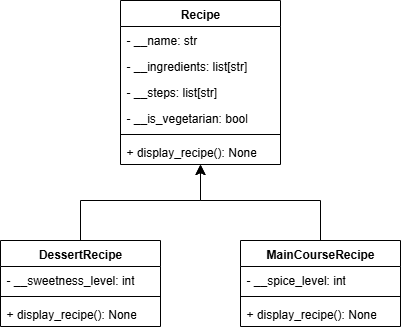 Recipe
- __name: str
- __ingredients: list[str]
- __steps: list[str]
- __is_vegetarian: bool
+ display_recipe(): None
DessertRecipe
- __sweetness_level: int
+ display_recipe(): None
MainCourseRecipe
- __spice_level: int
+ display_recipe(): None